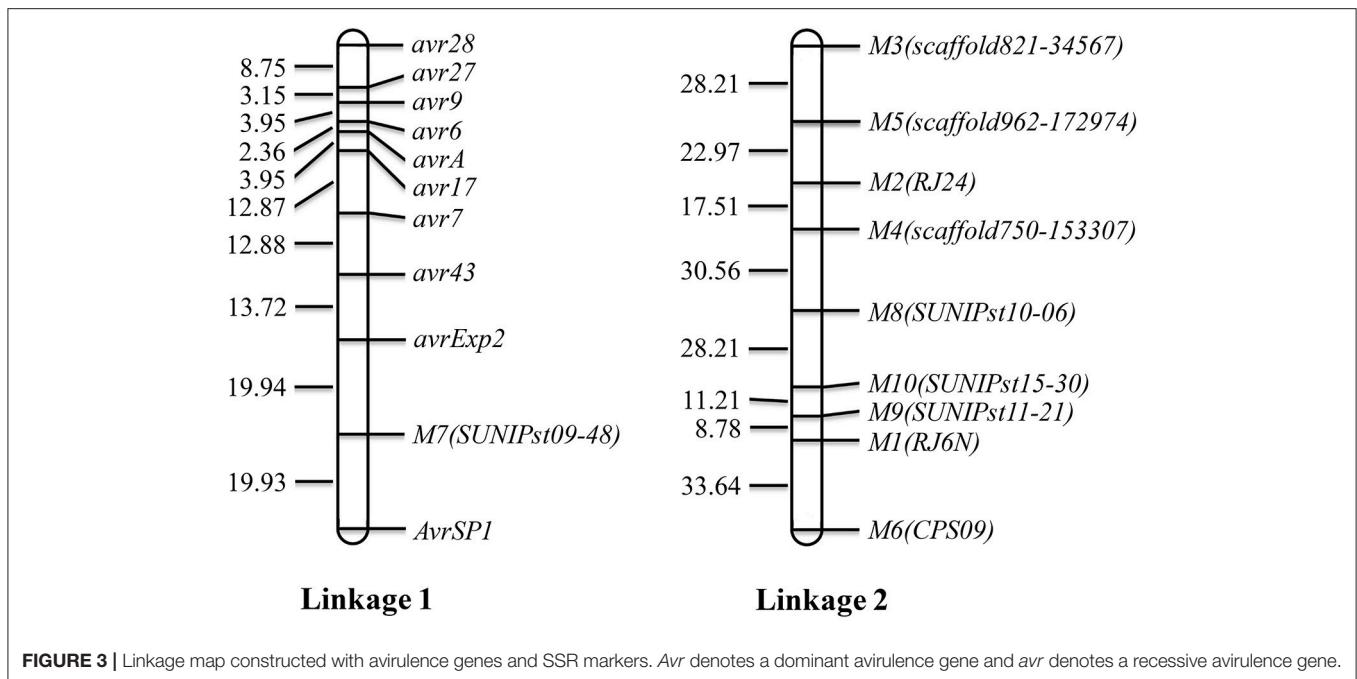 avr28
8.75
avr27
3.15
avr9
3.95
avr6
2.36
avrA
3.95
avr17
12.87
avr7
12.88
avr43
13.72
avrExp2
19.94
M7(SUNIPst09-48)
19.93
AvrSP1
Linkage 1
M3(scaffold821-34567)
28.21
M5(scaffold962-172974)
22.97
M2(RJ24)
17.51
M4(scaffold750-153307)
30.56
M8(SUNIPst10-06)
28.21
M10(SUNIPst15-30)
11.21
M9(SUNIPst11-21)
8.78
M1(RJ6N)
33.64
M6(CPS09)
Linkage 2
FIGURE 3 | Linkage map constructed with avirulence genes and SSR markers. Avr denotes a dominant avirulence gene and avr denotes a recessive avirulence gene.